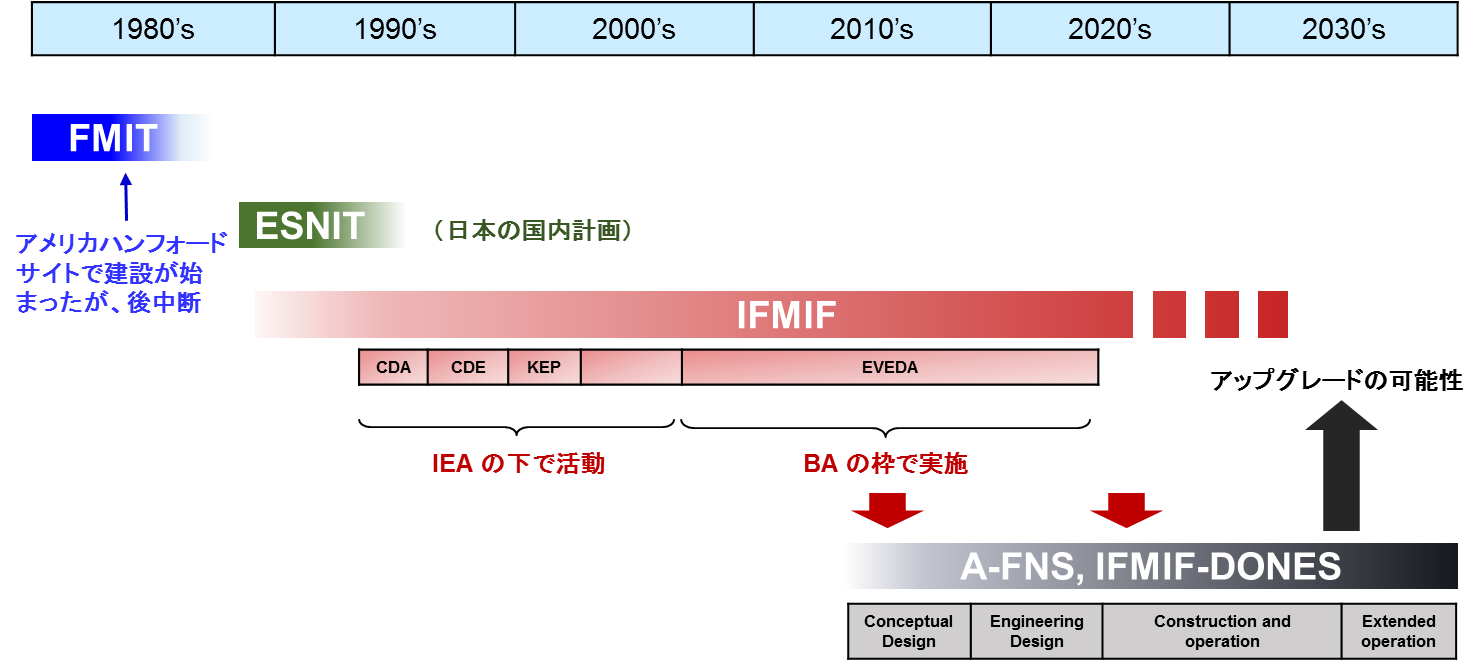 1980’s 1990’s 2000’s 2010’s 2020’s 2030’s
FMIT
アメリカハンフォード
サイトで建設が始
まったが、後中断
ESNIT
（日本の国内計画）
IFMIF
CDA CDE KEP EVEDA
アップグレードの可能性
IEA の下で活動
BA の枠で実施
A-FNS, IFMIF-DONES
Conceptual
Design
Engineering
Design
Construction and
operation
Extended
operation